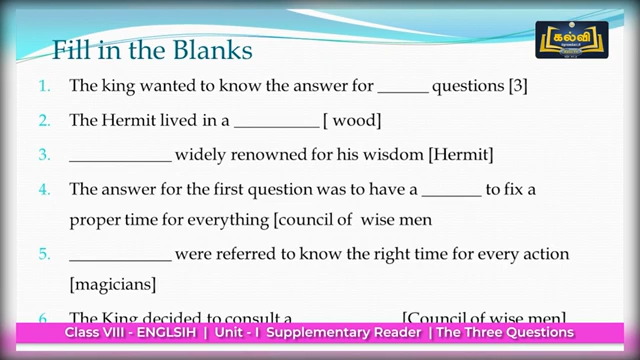 Fill in the Blanks
கல்வி
1. The king wanted to know the answer for ______ questions [3]
2. The Hermit lived in a __________ [ wood]
3. ____________ widely renowned for his wisdom [Hermit]
4. The answer for the first question was to have a _______ to fix a
proper time for everything [council of wise men
5. ____________ were referred to know the right time for every action
[magicians]
6. The King decided to consult a ____________ [Council of wise men]
Class VIII - ENGLSIH | Unit - I Supplementary Reader | The Three Questions